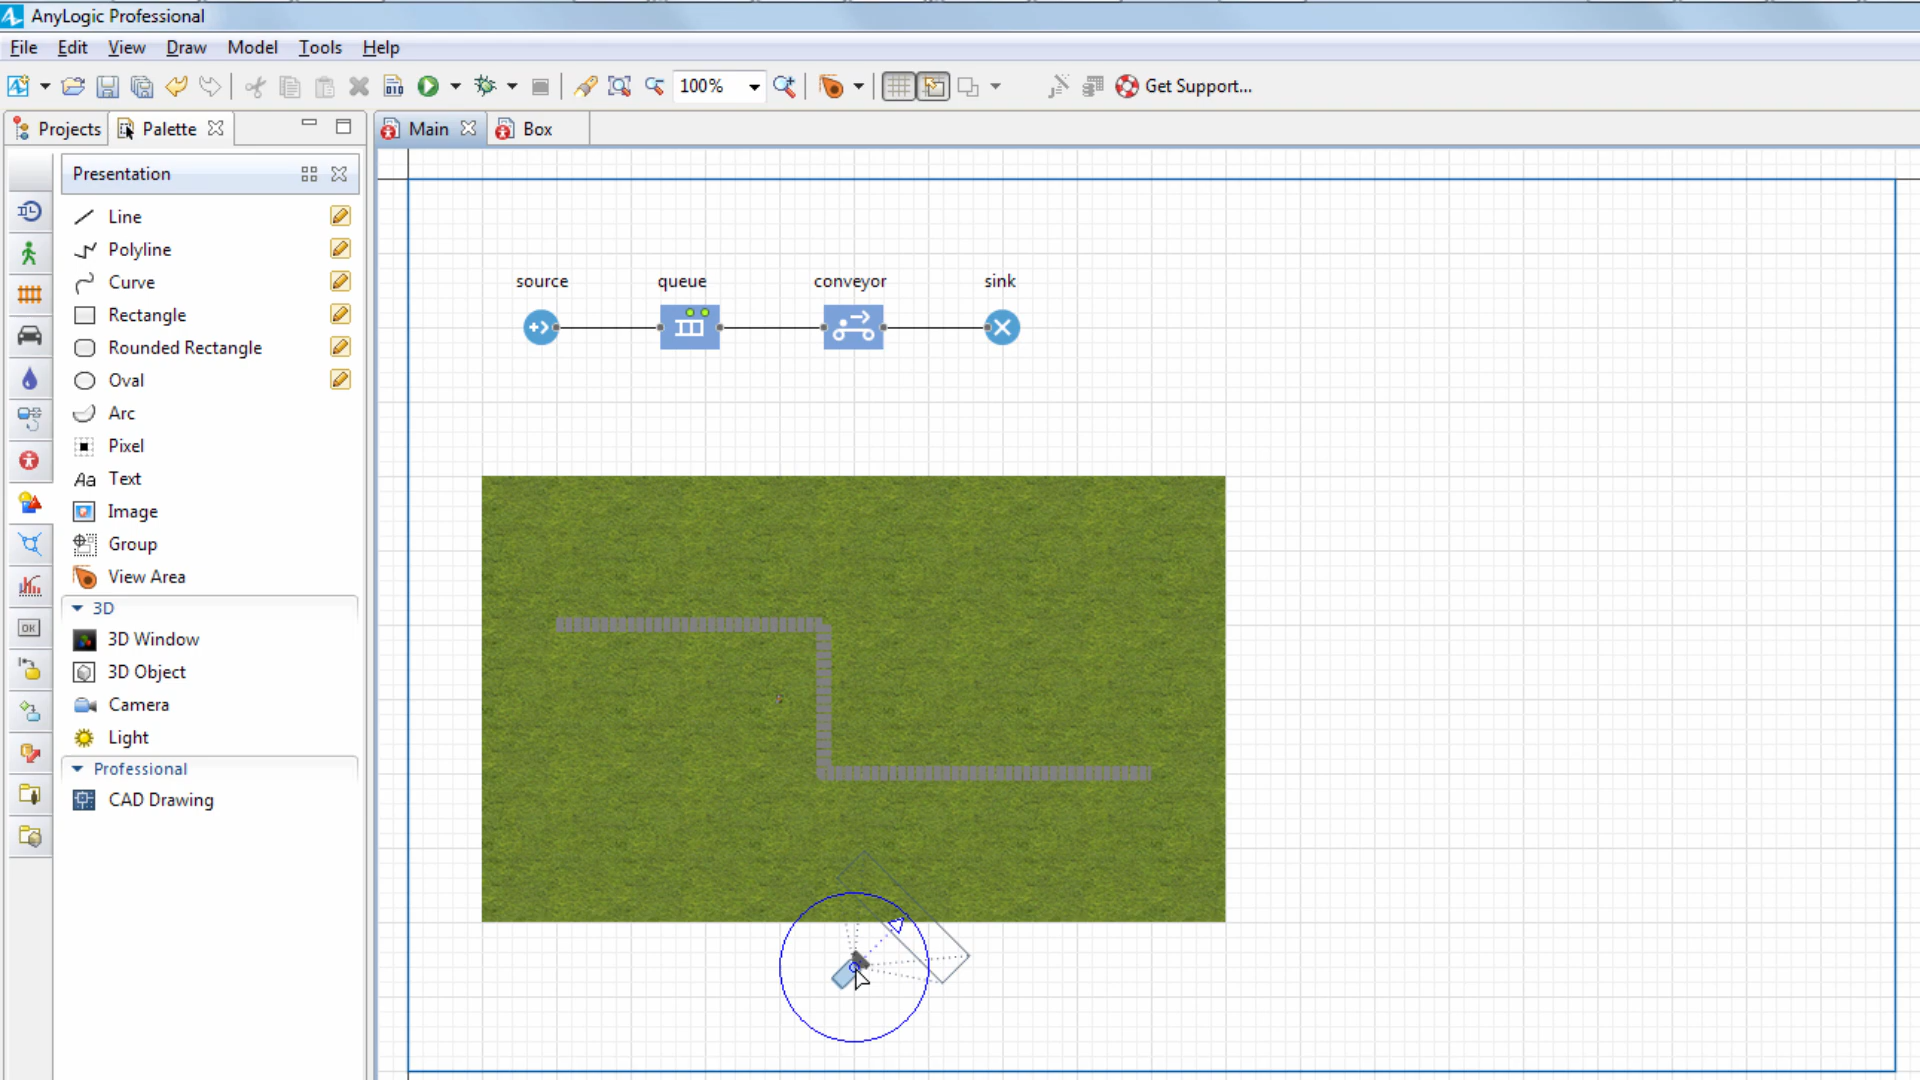 AnyLogic Professional
File Edit View Draw Model Tools Help
100% Get Support...
Projects Palette Main Box
Presentation
Line
Polyline
Curve
Rectangle
Rounded Rectangle
Oval
Arc
Pixel
Aa Text
Image
Group
View Area
3D
3D Window
3D Object
Camera
Light
Professional
CAD Drawing
OK
source queue conveyor sink